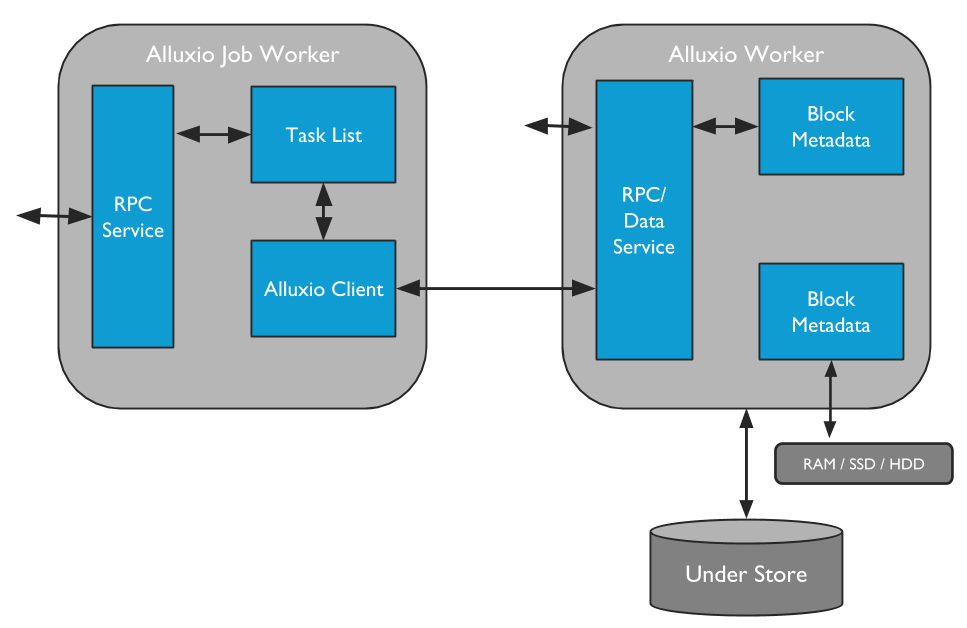 Alluxio Job Worker
RPC
Service
Task List
Alluxio Client
Alluxio Worker
RPC/
Data
Service
Block
Metadata
Block
Metadata
RAM / SSD / HDD
Under Store